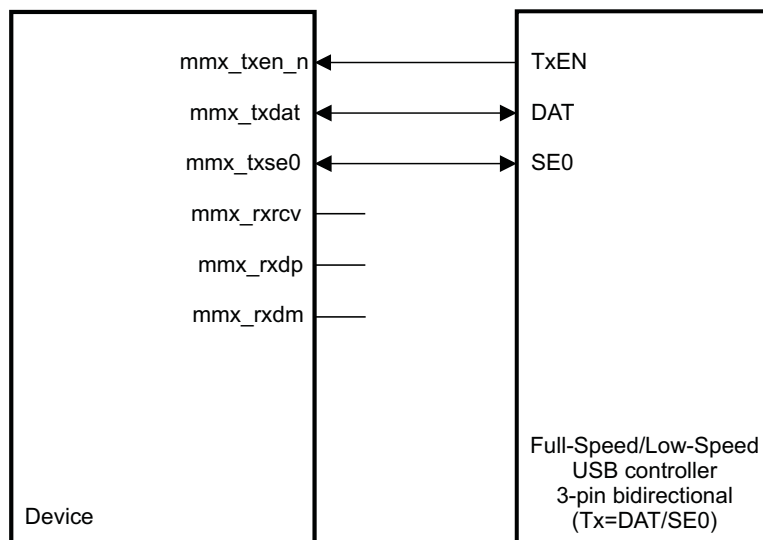 mmx_txen_n TxEN
mmx_txdat DAT
mmx_txse0 SE0
mmx_rxrcv
mmx_rxdp
mmx_rxdm
Device
Full-Speed/Low-Speed
USB controller
3-pin bidirectional
(Tx=DAT/SE0)